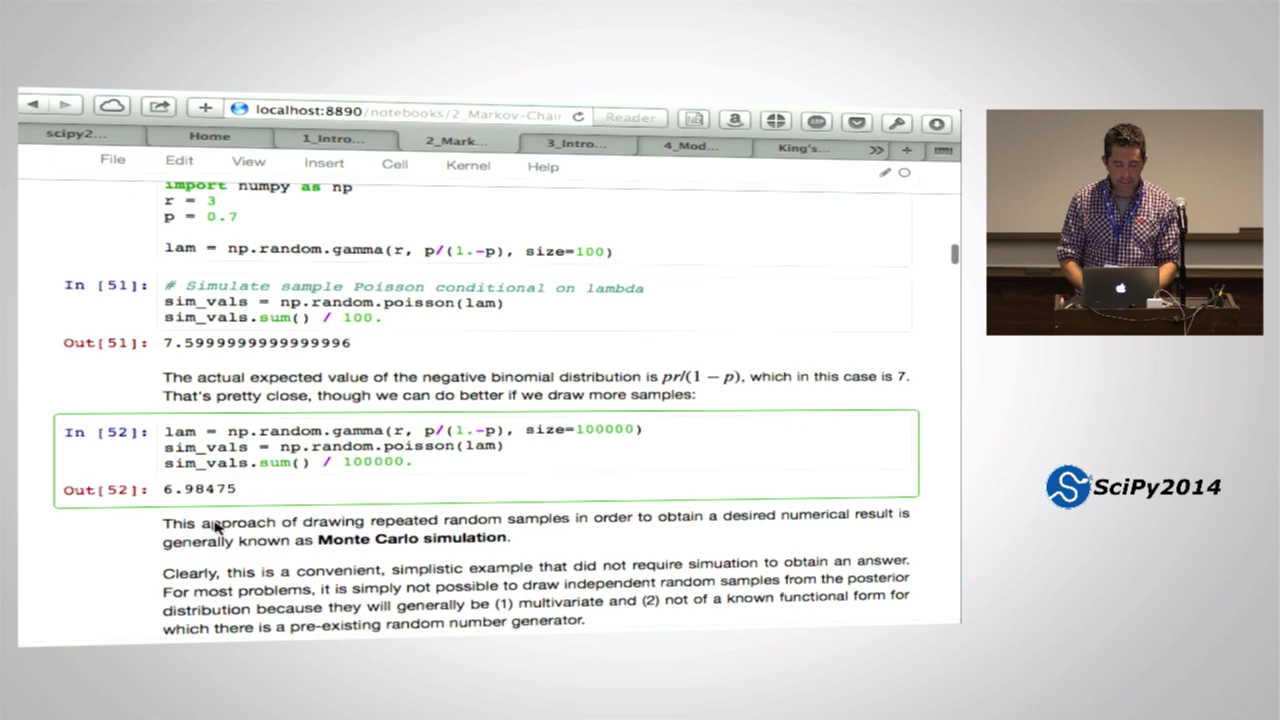 localhost:8890/notebooks/2_Markov-Chai
Reader
scipy2...
Home
1_Intro...
2_Mark...
3_Intro...
4_Mod...
King's...
File
Edit
View
Insert
Cell
Kernel
Help
import numpy as np
r = 3
p = 0.7
lam = np.random.gamma(r, p/(1.-p), size=100)
In [51]:
# Simulate sample Poisson conditional on lambda
sim_vals = np.random.poisson(lam)
sim_vals.sum() / 100.
Out[51]: 7.5999999999999996
The actual expected value of the negative binomial distribution is pr/(1 − p), which in this case is 7.
That's pretty close, though we can do better if we draw more samples:
In [52]:
lam = np.random.gamma(r, p/(1.-p), size=100000)
sim_vals = np.random.poisson(lam)
sim_vals.sum() / 100000.
Out[52]: 6.98475
This approach of drawing repeated random samples in order to obtain a desired numerical result is
generally known as Monte Carlo simulation.
Clearly, this is a convenient, simplistic example that did not require simuation to obtain an answer.
For most problems, it is simply not possible to draw independent random samples from the posterior
distribution because they will generally be (1) multivariate and (2) not of a known functional form for
which there is a pre-existing random number generator.
SciPy2014